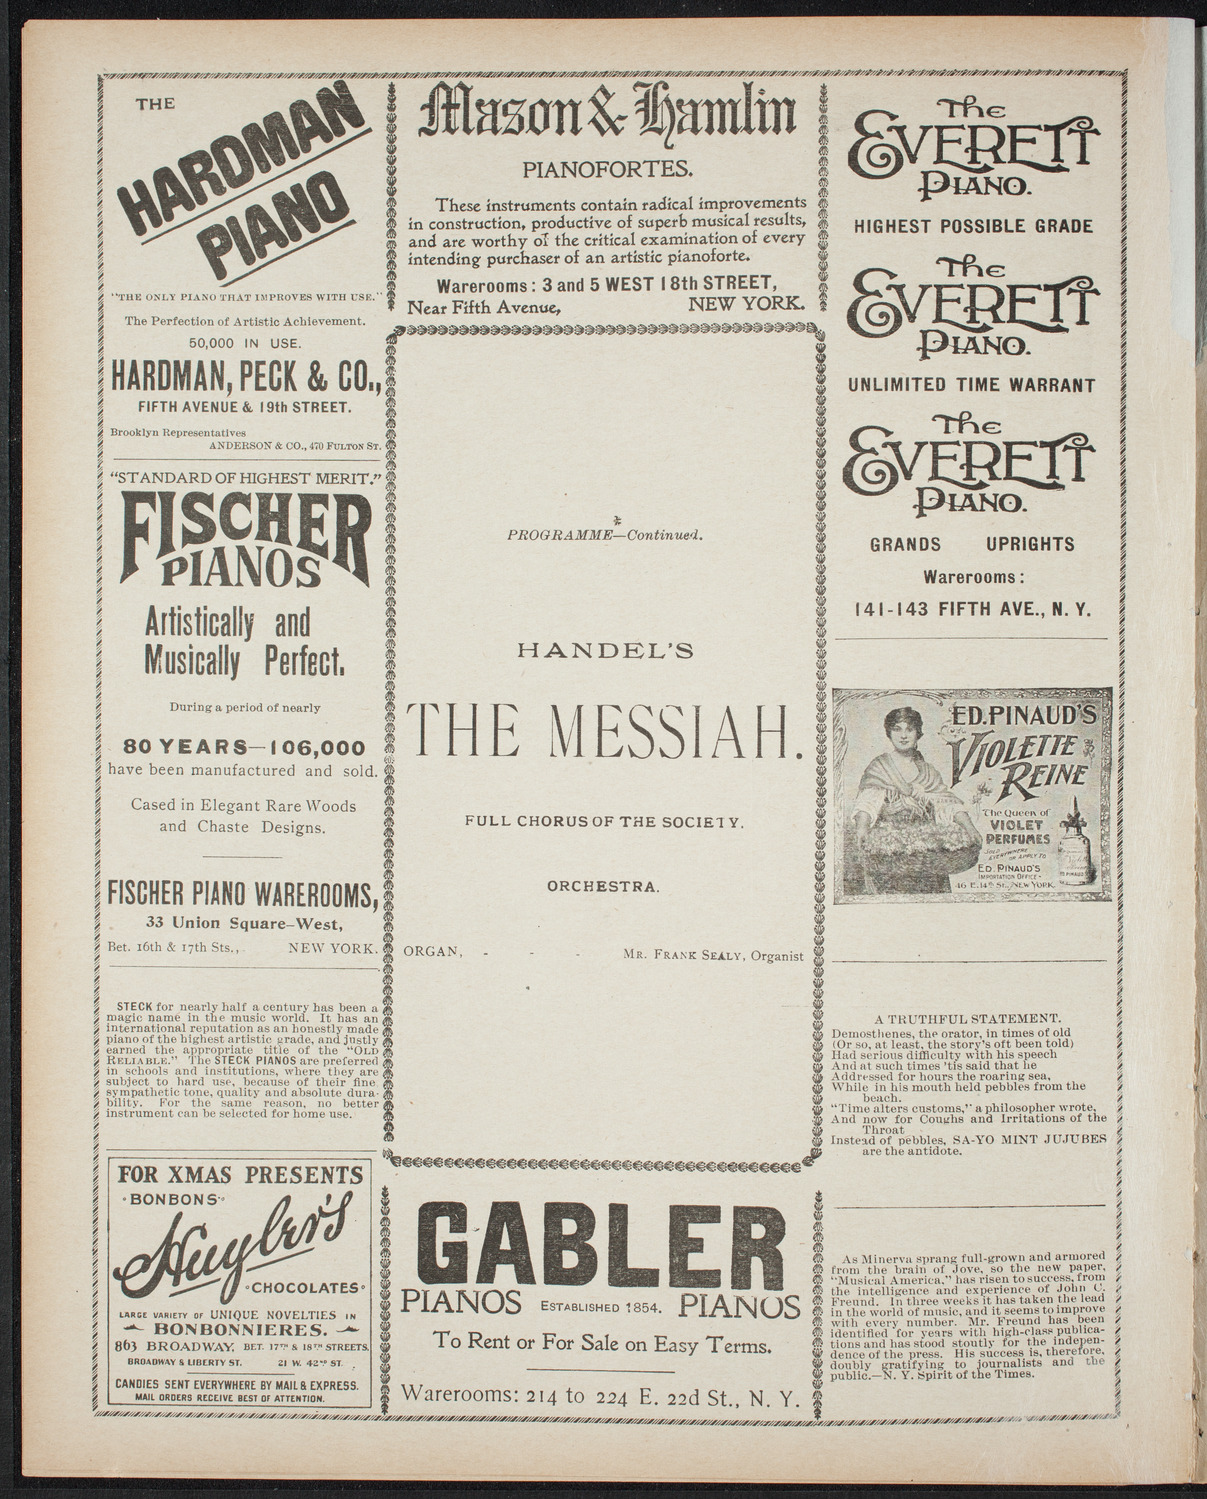 THE
HARDMAN
PIANO
"THE ONLY PIANO THAT IMPROVES WITH USE."
The Perfection of Artistic Achievement.
50,000 IN USE.
HARDMAN, PECK & CO.,
FIFTH AVENUE & 19th STREET.
Brooklyn Representatives
ANDERSON & CO., 470 FULTON ST.
"STANDARD OF HIGHEST MERIT."
FISCHER
PIANOS
Artistically and
Musically Perfect.
During a period of nearly
80 YEARS—106,000
have been manufactured and sold.
Cased in Elegant Rare Woods
and Chaste Designs.
FISCHER PIANO WAREROOMS,
33 Union Square-West,
Bet. 16th & 17th Sts., NEW YORK.
STECK for nearly half a century has been a
magic name in the music world. It has an
international reputation as an honestly made
piano of the highest artistic grade, and justly
earned the appropriate title of the "OLD
RELIABLE." The STECK PIANOS are preferred
in schools and institutions, where they are
subject to hard use, because of their fine
sympathetic tone, quality and absolute dura-
bility. For the same reason, no better
instrument can be selected for home use.
FOR XMAS PRESENTS
BONBONS
Huyler's
CHOCOLATES
LARGE VARIETY OF UNIQUE NOVELTIES IN
BONBONNIERES.
863 BROADWAY, BET. 17TH & 18TH STREETS.
BROADWAY & LIBERTY ST. 21 W. 42ND ST.
CANDIES SENT EVERYWHERE BY MAIL & EXPRESS.
MAIL ORDERS RECEIVE BEST OF ATTENTION.
Mason & Hamlin
PIANOFORTES.
These instruments contain radical improvements
in construction, productive of superb musical results,
and are worthy of the critical examination of every
intending purchaser of an artistic pianoforte.
Warerooms: 3 and 5 WEST 18th STREET,
Near Fifth Avenue, NEW YORK.
PROGRAMME—Continued.
HANDEL'S
THE MESSIAH.
FULL CHORUS OF THE SOCIETY.
ORCHESTRA.
ORGAN, - - - MR. FRANK SEALY, Organist
GABLER
PIANOS ESTABLISHED 1854. PIANOS
To Rent or For Sale on Easy Terms.
Warerooms: 214 to 224 E. 22d St., N. Y.
The
EVERETT
PIANO.
HIGHEST POSSIBLE GRADE
The
EVERETT
PIANO.
UNLIMITED TIME WARRANT
The
EVERETT
PIANO.
GRANDS UPRIGHTS
Warerooms:
141-143 FIFTH AVE., N. Y.
ED. PINAUD'S
VIOLETTE
REINE
The Queen of
VIOLET
PERFUMES
SOLD
EVERYWHERE
OR APPLY TO
ED. PINAUD'S
IMPORTATION OFFICE
46 E. 14TH ST., NEW YORK.
A TRUTHFUL STATEMENT.
Demosthenes, the orator, in times of old
(Or so, at least, the story's oft been told)
Had serious difficulty with his speech
And at such times 'tis said that he
Addressed for hours the roaring sea,
While in his mouth held pebbles from the
beach.
"Time alters customs," a philosopher wrote,
And now for Coughs and Irritations of the
Throat
Instead of pebbles, SA-YO MINT JUJUBES
are the antidote.
As Minerva sprang full-grown and armored
from the brain of Jove, so the new paper,
"Musical America," has risen to success, from
the intelligence and experience of John C.
Freund. In three weeks it has taken the lead
in the world of music, and it seems to improve
with every number. Mr. Freund has been
identified for years with high-class publica-
tions and has stood stoutly for the indepen-
dence of the press. His success is, therefore,
doubly gratifying to journalists and the
public.—N. Y. Spirit of the Times.